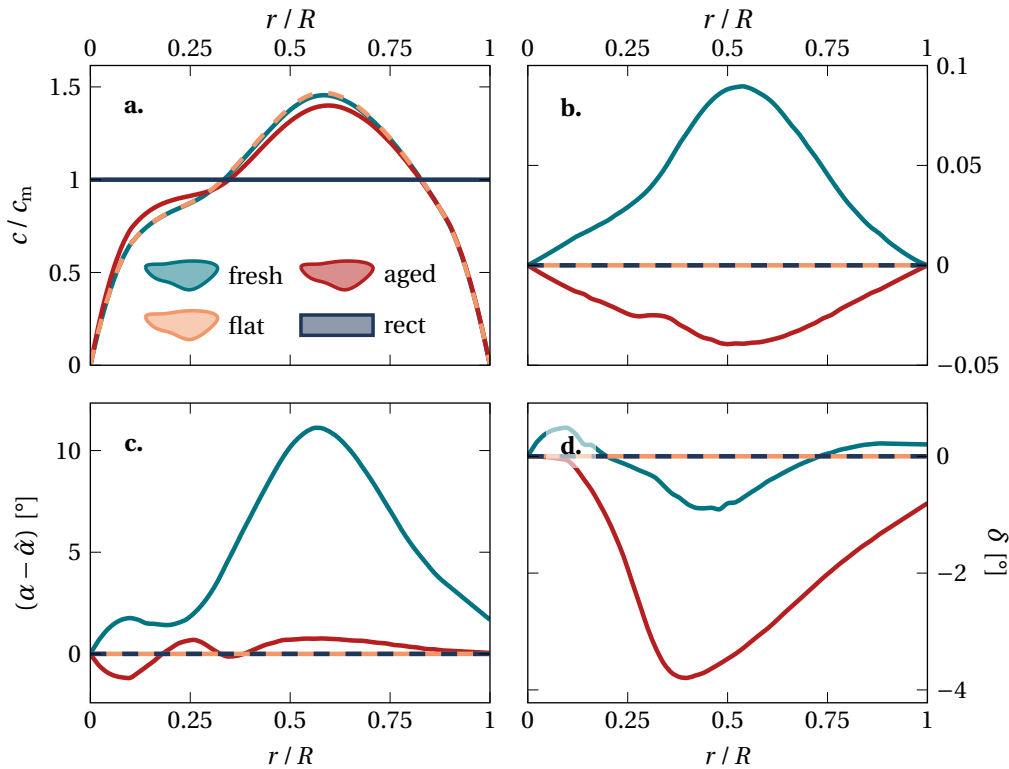 r / R
r / R
0 0.25 0.5 0.75 1
0 0.25 0.5 0.75 1
1.5
1
0.5
0
c / cₘ
a.
fresh
aged
flat
rect
0.1
0.05
0
−0.05
b.
10
5
0
(α − α̂) [°]
c.
0
−2
−4
δ [°]
d.
0 0.25 0.5 0.75 1
0 0.25 0.5 0.75 1
r / R
r / R